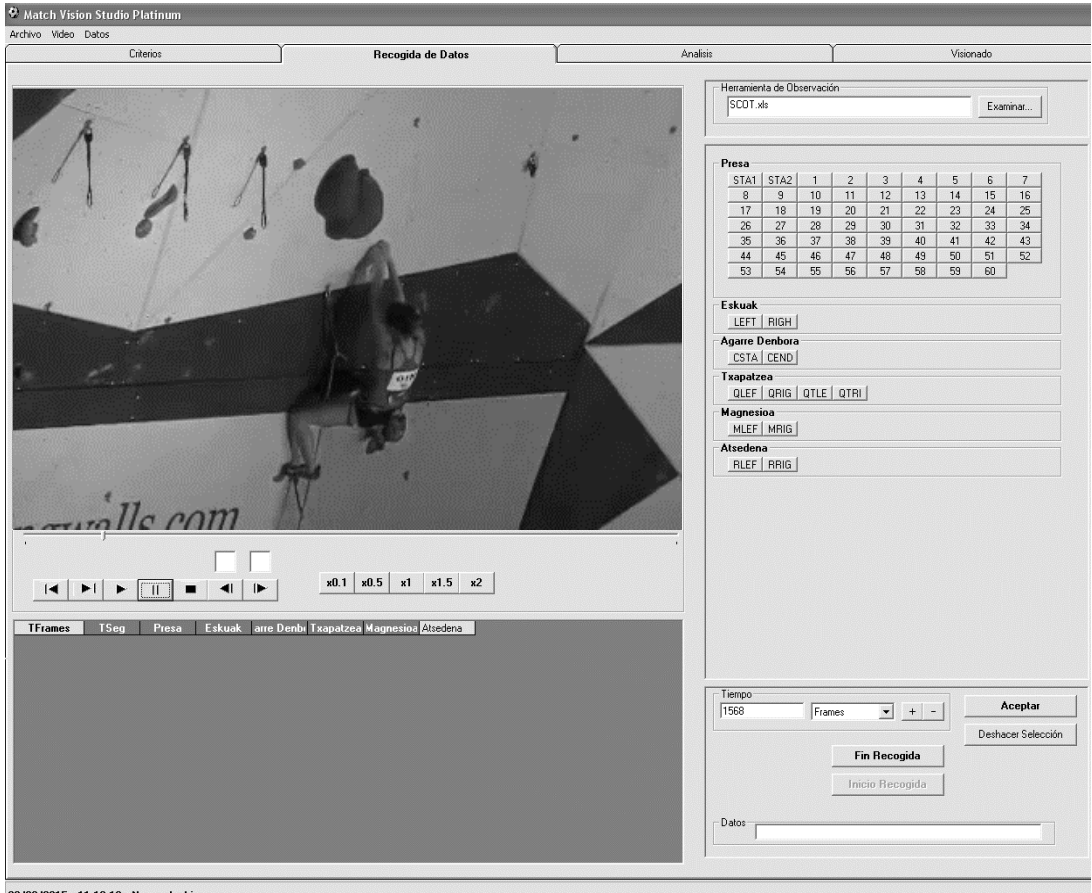 Match Vision Studio Platinum
Archivo Video Datos
Criterios Recogida de Datos Analisis Visionado
Herramienta de Observación
SCOT.xls Examinar...
Presa
STA1 STA2 1 2 3 4 5 6 7
8 9 10 11 12 13 14 15 16
17 18 19 20 21 22 23 24 25
26 27 28 29 30 31 32 33 34
35 36 37 38 39 40 41 42 43
44 45 46 47 48 49 50 51 52
53 54 55 56 57 58 59 60
Eskuak
LEFT RIGH
Agarre Denbora
CSTA CEND
Txapatzea
QLEF QRIG QTLE QTRI
Magnesioa
MLEF MRIG
Atsedena
RLEF RRIG
walls.com
x0.1 x0.5 x1 x1.5 x2
TFrames TSeg Presa Eskuak arre Denb Txapatzea Magnesioa Atsedena
Tiempo
1568 Frames + -
Aceptar
Deshacer Selección
Fin Recogida
Inicio Recogida
Datos